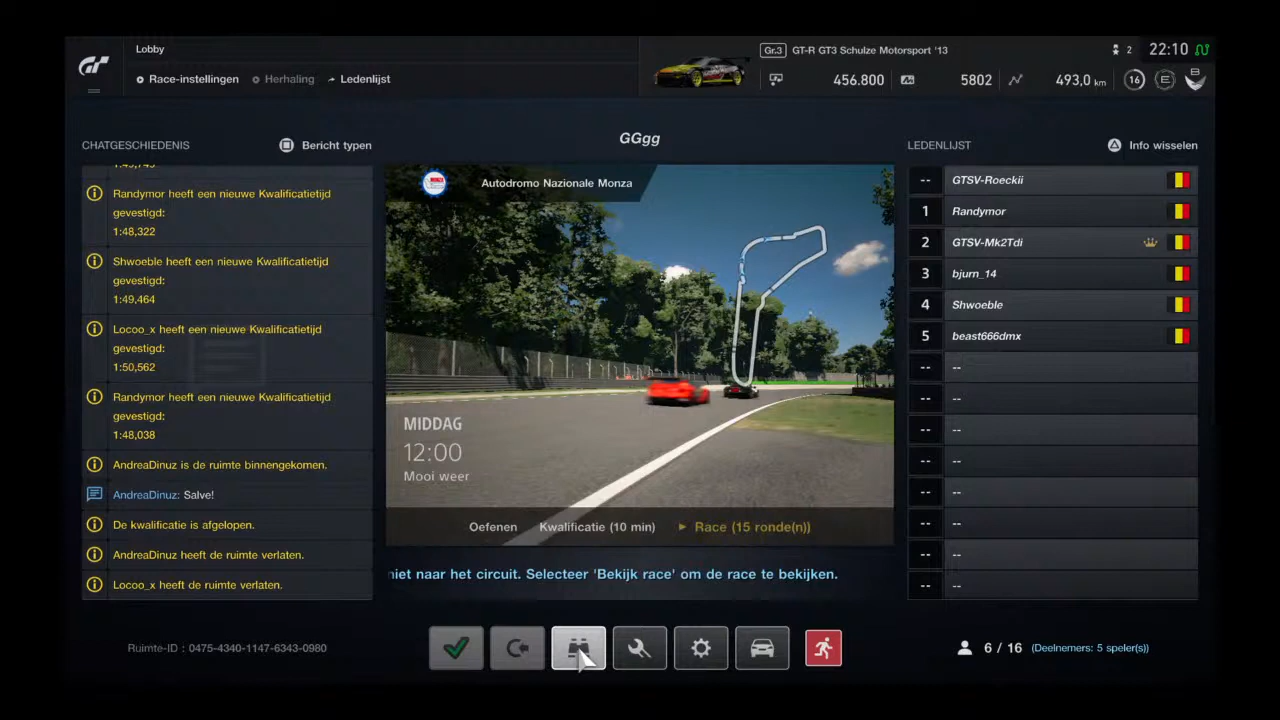 Lobby
Race-instellingen Herhaling Ledenlijst
Gr.3 GT-R GT3 Schulze Motorsport '13
2 22:10
456.800 5802 493,0 km 16 E B
CHATGESCHIEDENIS Bericht typen
GGgg
LEDENLIJST Info wisselen
Randymor heeft een nieuwe Kwalificatietijd
gevestigd:
1:48,322
Shwoeble heeft een nieuwe Kwalificatietijd
gevestigd:
1:49,464
Locoo_x heeft een nieuwe Kwalificatietijd
gevestigd:
1:50,562
Randymor heeft een nieuwe Kwalificatietijd
gevestigd:
1:48,038
AndreaDinuz is de ruimte binnengekomen.
AndreaDinuz: Salve!
De kwalificatie is afgelopen.
AndreaDinuz heeft de ruimte verlaten.
Locoo_x heeft de ruimte verlaten.
Autodromo Nazionale Monza
MIDDAG
12:00
Mooi weer
Oefenen Kwalificatie (10 min) Race (15 ronde(n))
niet naar het circuit. Selecteer 'Bekijk race' om de race te bekijken.
-- GTSV-Roeckii
1 Randymor
2 GTSV-Mk2Tdi
3 bjurn_14
4 Shwoeble
5 beast666dmx
-- --
-- --
-- --
-- --
-- --
-- --
-- --
-- --
Ruimte-ID : 0475-4340-1147-6343-0980
6 / 16 (Deelnemers: 5 speler(s))